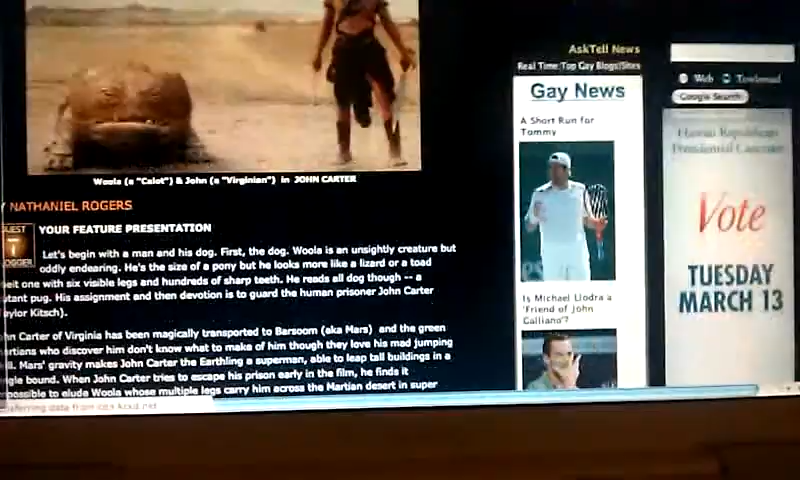 Woola (a "Calot") & John (a "Virginian") in JOHN CARTER
NATHANIEL ROGERS
YOUR FEATURE PRESENTATION
Let's begin with a man and his dog. First, the dog. Woola is an unsightly creature but
oddly endearing. He's the size of a pony but he looks more like a lizard or a toad
beit one with six visible legs and hundreds of sharp teeth. He reads all dog though -- a
utant pug. His assignment and then devotion is to guard the human prisoner John Carter
aylor Kitsch).
hn Carter of Virginia has been magically transported to Barsoom (aka Mars) and the green
artians who discover him don't know what to make of him though they love his mad jumping
ll. Mars' gravity makes John Carter the Earthling a superman, able to leap tall buildings in a
gle bound. When John Carter tries to escape his prison early in the film, he finds it
possible to elude Woola whose multiple legs carry him across the Martian desert in super
AskTell News
Real Time Top Gay Blogs/Sites
Gay News
A Short Run for
Tommy
Is Michael Llodra a
'Friend of John
Galliano'?
Web
Towleroad
Google Search
Hawaii Republican
Presidential Caucuses
Vote
TUESDAY
MARCH 13